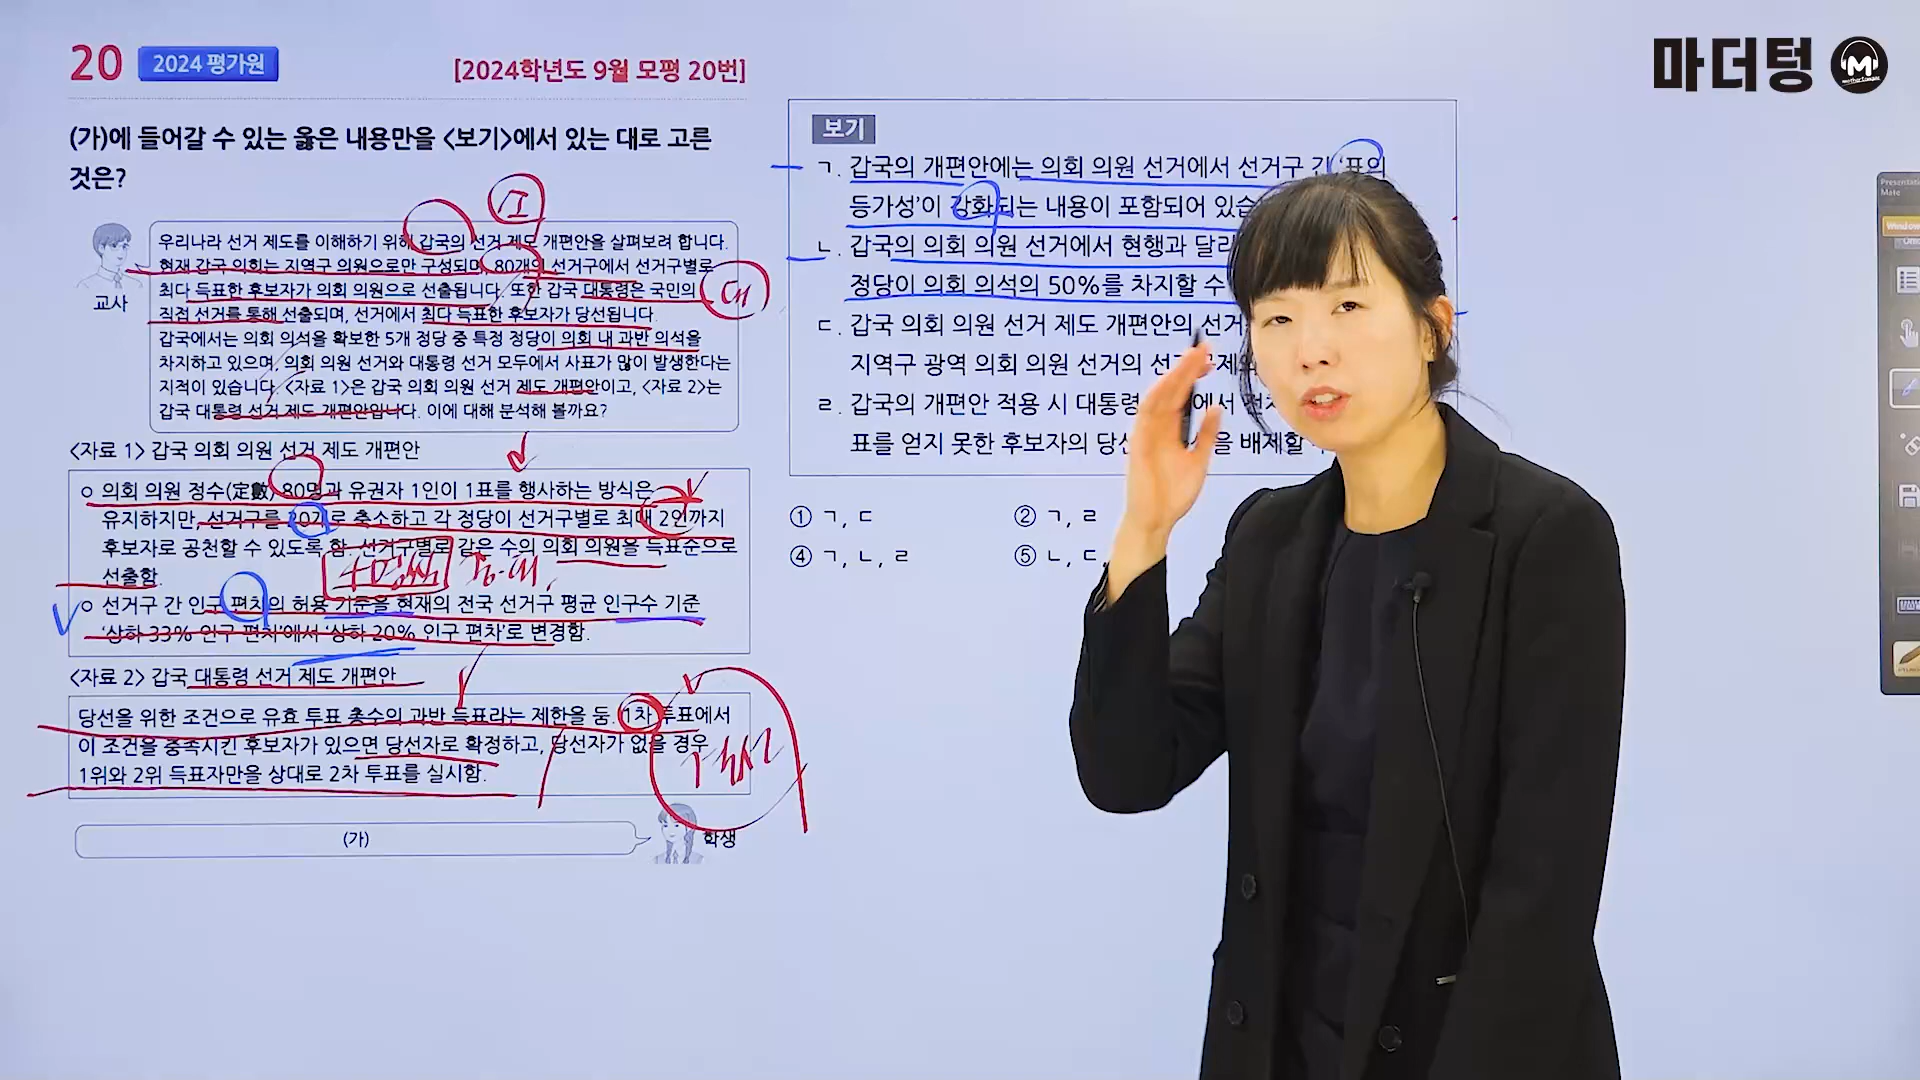 20 2024 평가원 [2024학년도 9월 모평 20번]
(가)에 들어갈 수 있는 옳은 내용만을 <보기>에서 있는 대로 고른
것은?
우리나라 선거 제도를 이해하기 위해 갑국의 선거 제도 개편안을 살펴보려 합니다.
현재 갑국 의회는 지역구 의원으로만 구성되며, 80개의 선거구에서 선거구별로
최다 득표한 후보자가 의회 의원으로 선출됩니다. 또한 갑국 대통령은 국민의
직접 선거를 통해 선출되며, 선거에서 최다 득표한 후보자가 당선됩니다.
갑국에서는 의회 의석을 확보한 5개 정당 중 특정 정당이 의회 내 과반 의석을
차지하고 있으며, 의회 의원 선거와 대통령 선거 모두에서 사표가 많이 발생한다는
지적이 있습니다. <자료 1>은 갑국 의회 의원 선거 제도 개편안이고, <자료 2>는
갑국 대통령 선거 제도 개편안입니다. 이에 대해 분석해 볼까요?
교사
대
<자료 1> 갑국 의회 의원 선거 제도 개편안
○ 의회 의원 정수(定數) 80명과 유권자 1인이 1표를 행사하는 방식은
유지하지만, 선거구를 20개로 축소하고 각 정당이 선거구별로 최대 2인까지
후보자로 공천할 수 있도록 함. 선거구별로 같은 수의 의회 의원을 득표순으로
선출함.
4명씩 중·대
○ 선거구 간 인구 편차의 허용 기준을 현재의 전국 선거구 평균 인구수 기준
'상하 33% 인구 편차'에서 '상하 20% 인구 편차'로 변경함.
<자료 2> 갑국 대통령 선거 제도 개편안
당선을 위한 조건으로 유효 투표 총수의 과반 득표라는 제한을 둠. 1차 투표에서
이 조건을 충족시킨 후보자가 있으면 당선자로 확정하고, 당선자가 없을 경우
1위와 2위 득표자만을 상대로 2차 투표를 실시함.
(가)
학생
보기
ㄱ. 갑국의 개편안에는 의회 의원 선거에서 선거구 간 '표의
등가성'이 강화되는 내용이 포함되어 있습
ㄴ. 갑국의 의회 의원 선거에서 현행과 달리
정당이 의회 의석의 50%를 차지할 수
ㄷ. 갑국 의회 의원 선거 제도 개편안의 선거
지역구 광역 의회 의원 선거의 선거구제와
ㄹ. 갑국의 개편안 적용 시 대통령 에서
표를 얻지 못한 후보자의 당선 을 배제할
① ㄱ, ㄷ ② ㄱ, ㄹ
④ ㄱ, ㄴ, ㄹ ⑤ ㄴ, ㄷ,
마더텅 M